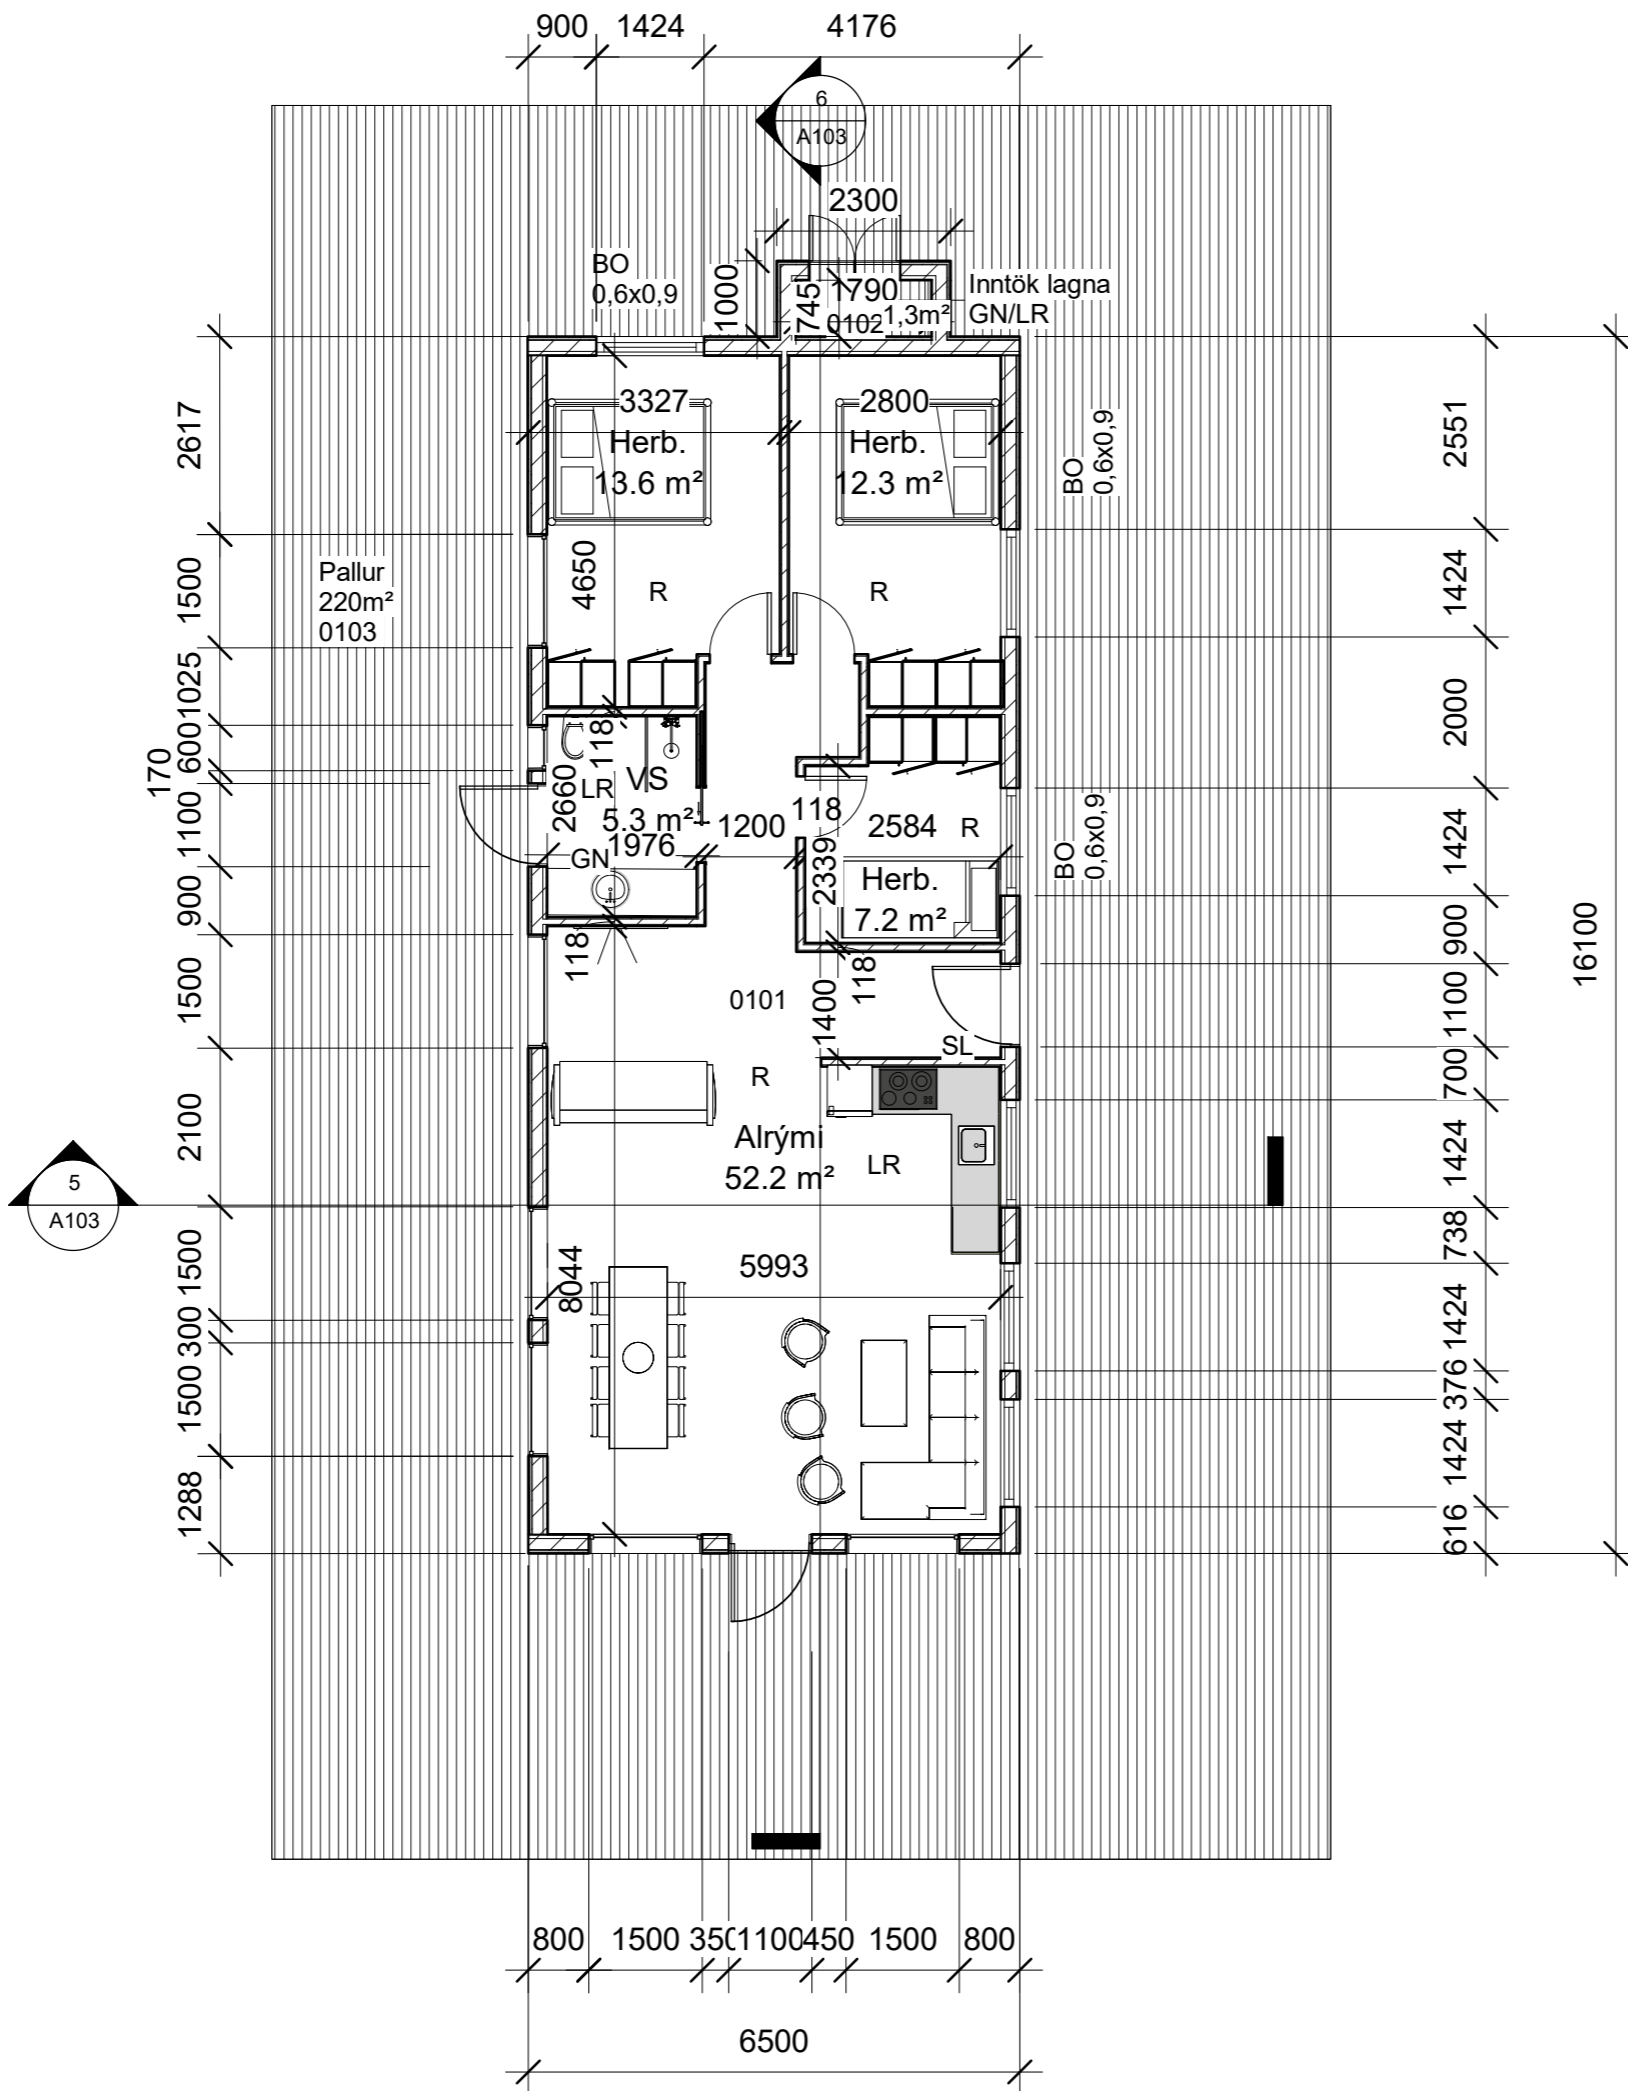 900 1424 4176
6
A103
2300
BO
0,6x0,9
1000
745
1790
0102
1,3m²
Inntök lagna
GN/LR
3327
Herb.
13.6 m²
2800
Herb.
12.3 m²
BO
0,6x0,9
2617
2551
Pallur
220m²
0103
1500
4650
R
R
1424
1025
600
170
1100
118
2660
LR
VS
5.3 m²
1976
GN
1200
118
2584
R
2339
Herb.
7.2 m²
BO
0,6x0,9
2000
1424
900
900
16100
118
118
1500
0101
1400
SL
1100
700
R
2100
Alrými
52.2 m²
LR
1424
5
A103
738
1500
8044
5993
1424
300
376
1500
1424
1288
616
800 1500 350 1100 450 1500 800
6500